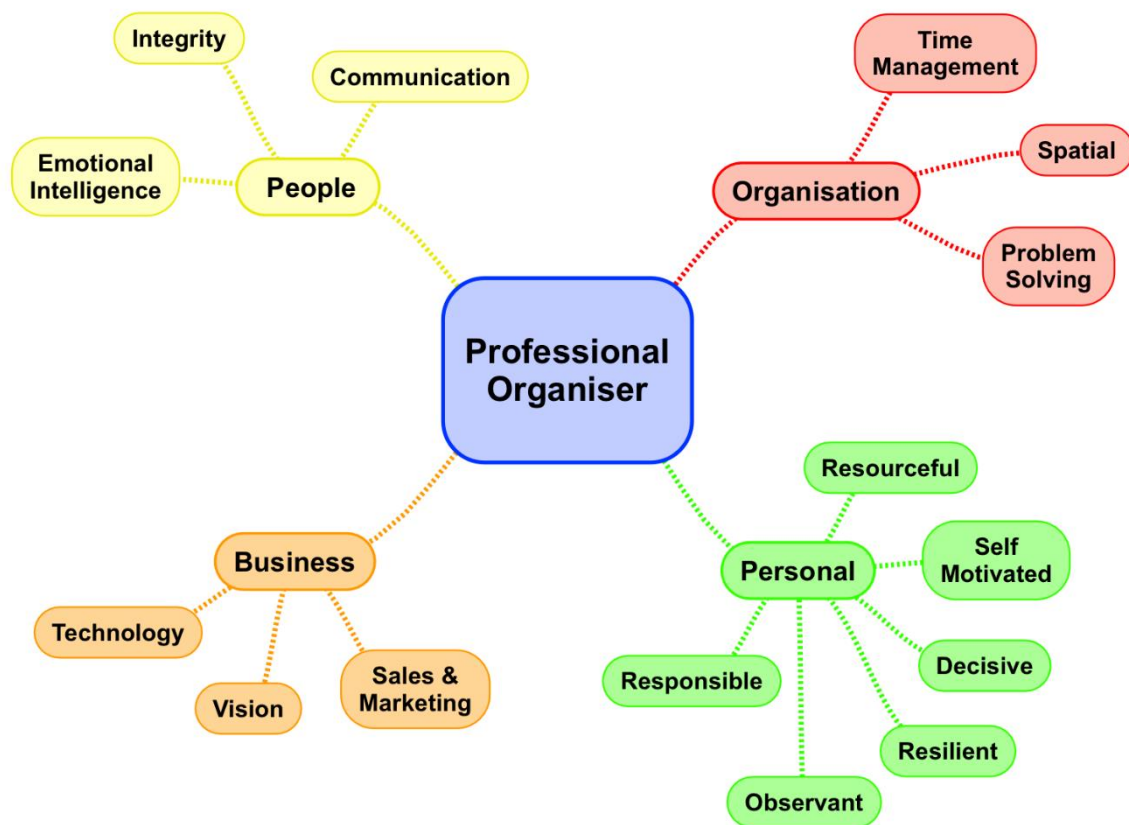 Integrity
Communication
Emotional
Intelligence
People
Time
Management
Spatial
Organisation
Problem
Solving
Professional
Organiser
Resourceful
Self
Motivated
Personal
Decisive
Responsible
Resilient
Observant
Business
Technology
Sales &
Marketing
Vision